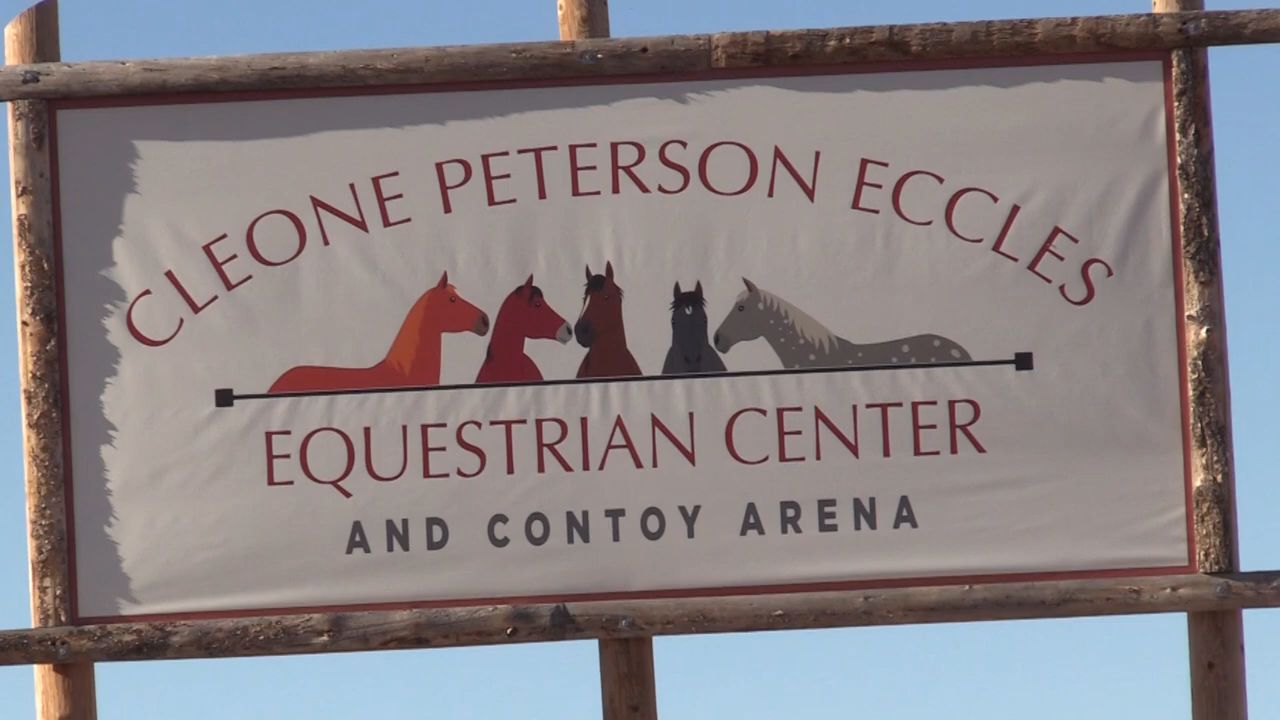 CLEONE PETERSON ECCLES
EQUESTRIAN CENTER
AND CONTOY ARENA